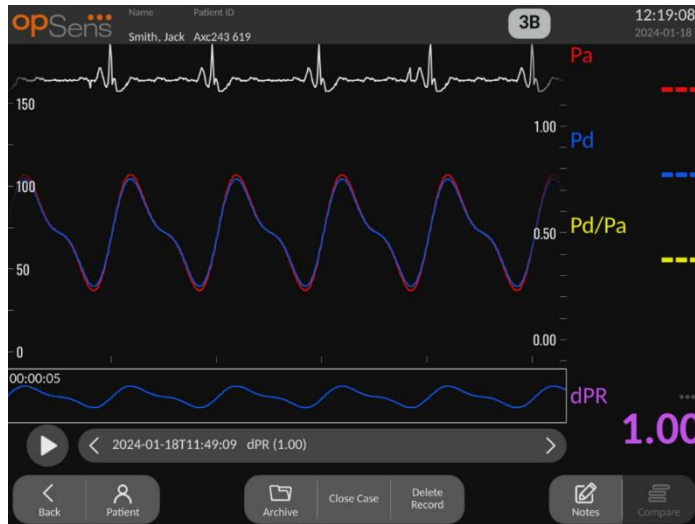 opSens
Name Patient ID
Smith, Jack Axc243 619
3B
12:19:08
2024-01-18
Pa
150
1.00
Pd
100
0.50
Pd/Pa
50
0.00
0
00:00:05
dPR
1.00
2024-01-18T11:49:09 dPR (1.00)
Back
Patient
Archive
Close Case
Delete
Record
Notes
Compare